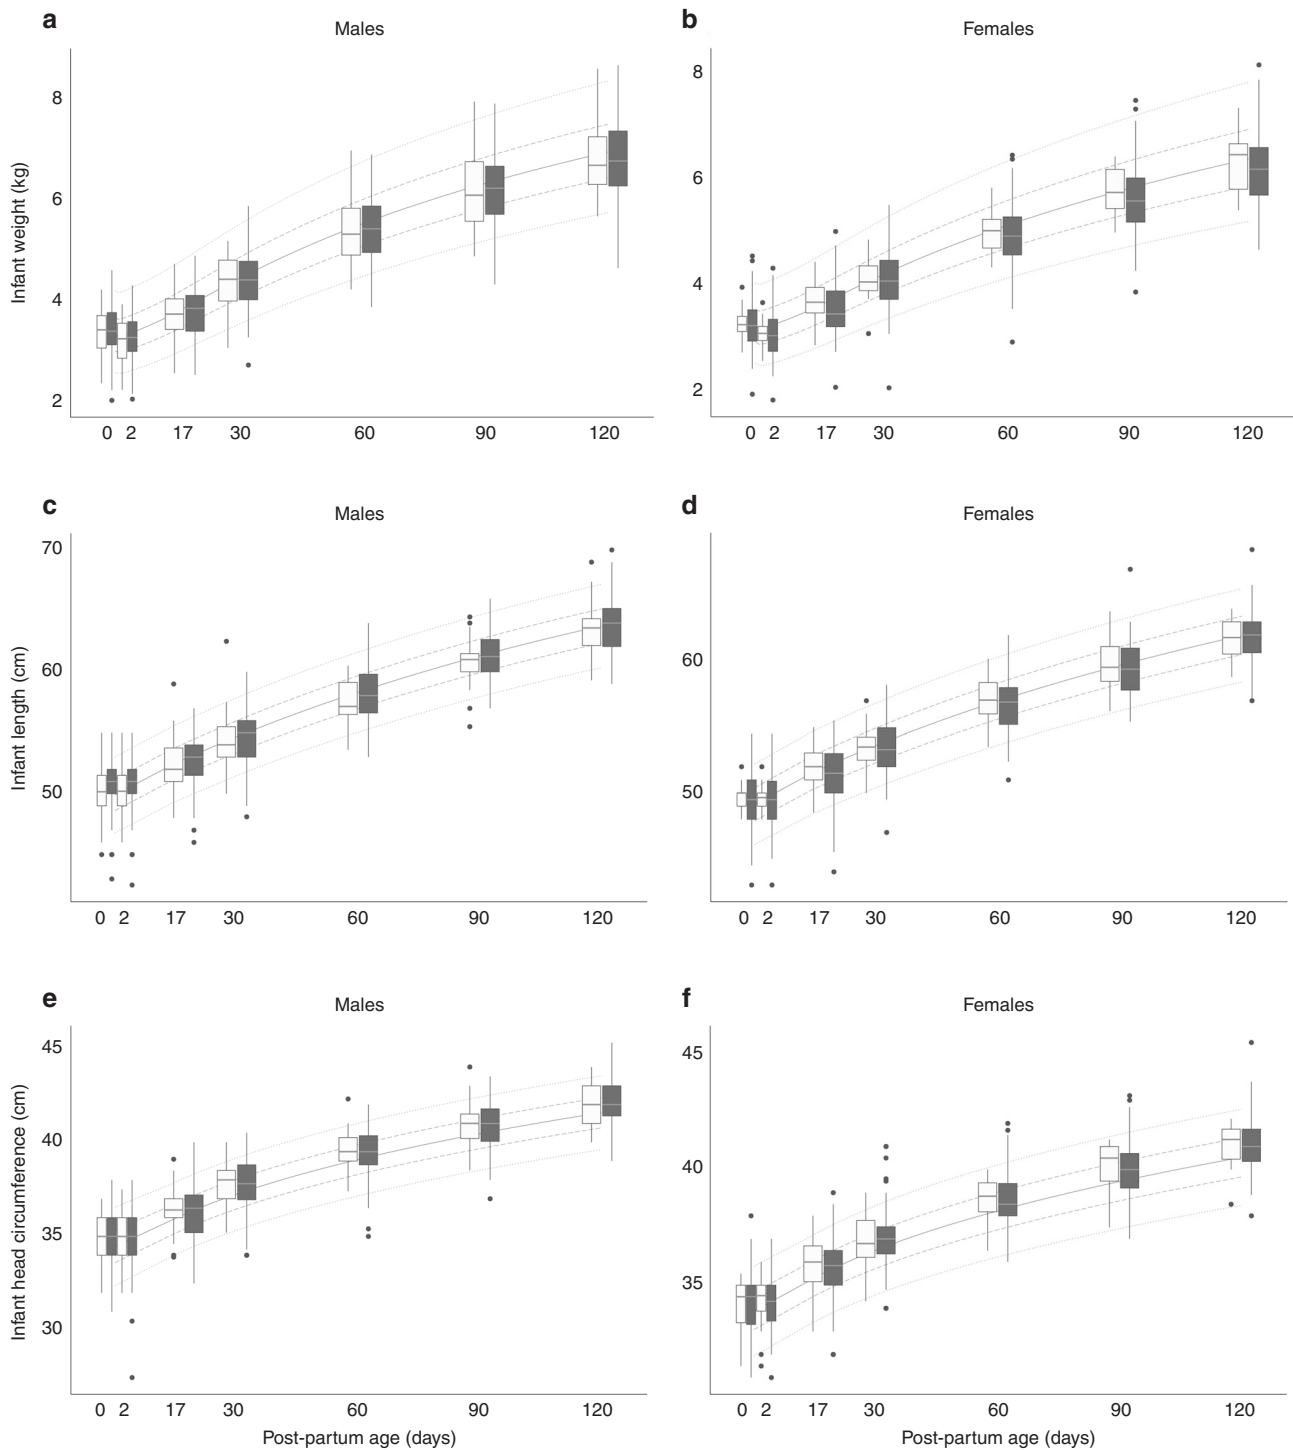 a
Males
Infant weight (kg)
8
6
4
2
0 2 17 30 60 90 120
b
Females
8
6
4
2
0 2 17 30 60 90 120
c
Males
Infant length (cm)
70
60
50
0 2 17 30 60 90 120
d
Females
60
50
0 2 17 30 60 90 120
e
Males
Infant head circumference (cm)
45
40
35
30
0 2 17 30 60 90 120
Post-partum age (days)
f
Females
45
40
35
0 2 17 30 60 90 120
Post-partum age (days)